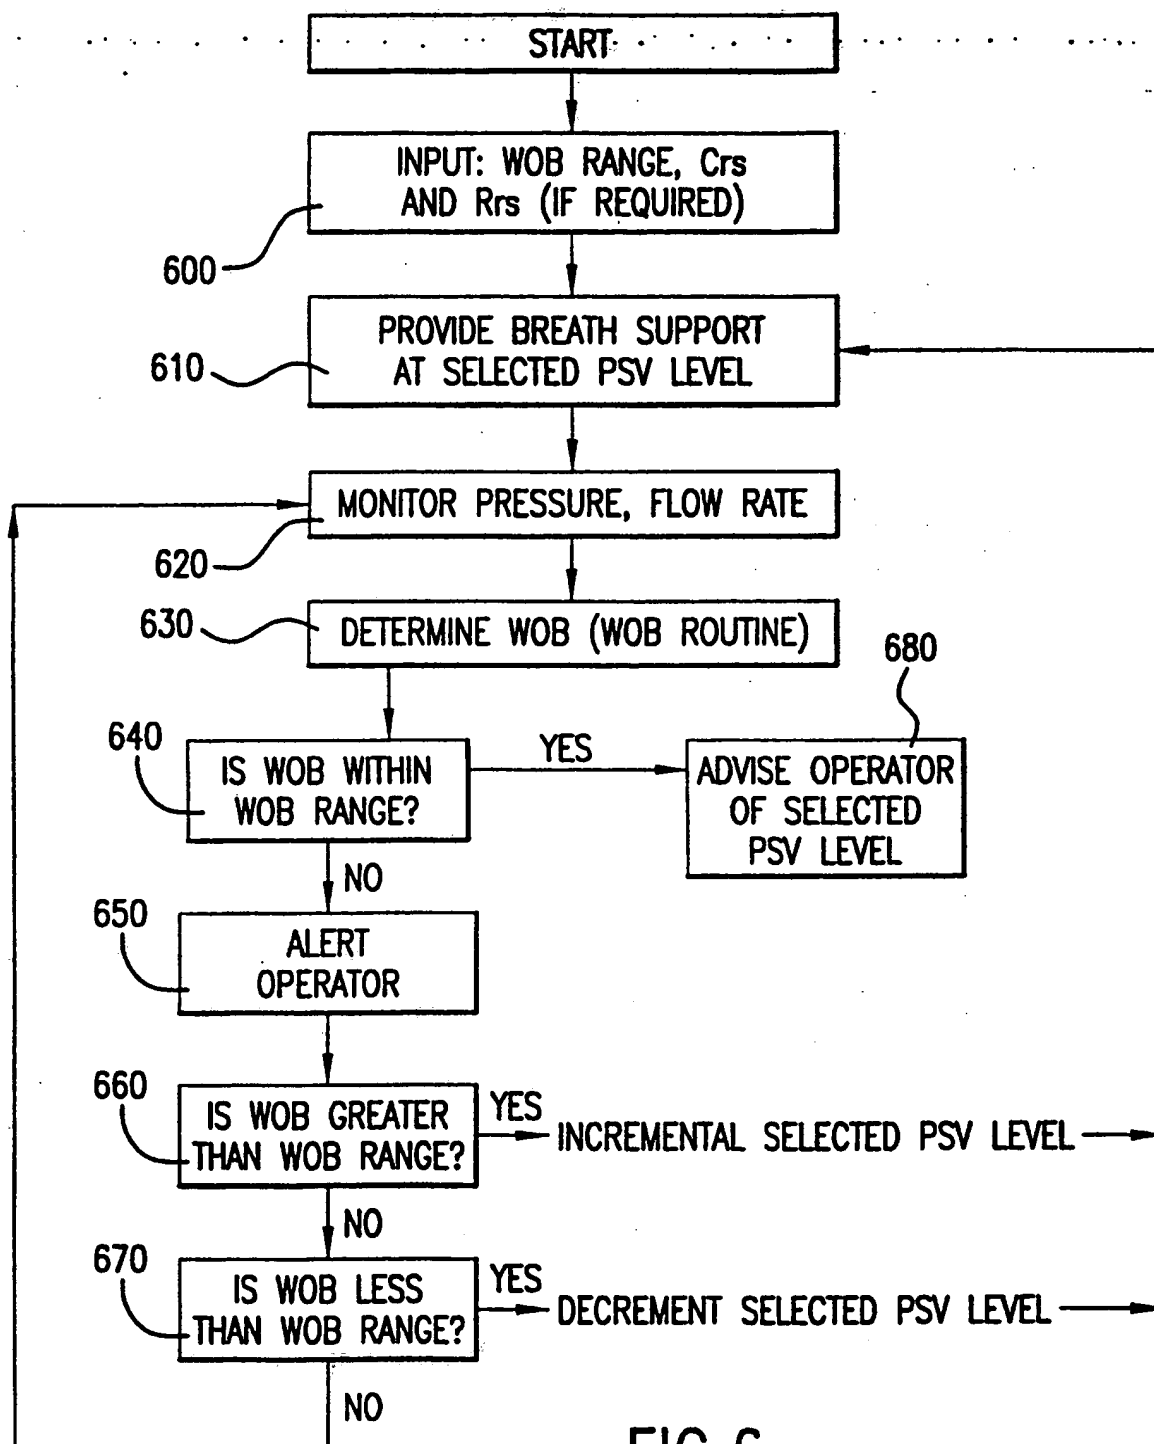 START
INPUT: WOB RANGE, Crs
AND Rrs (IF REQUIRED)
600
PROVIDE BREATH SUPPORT
AT SELECTED PSV LEVEL
610
MONITOR PRESSURE, FLOW RATE
620
630
DETERMINE WOB (WOB ROUTINE)
680
640
IS WOB WITHIN
WOB RANGE?
YES
ADVISE OPERATOR
OF SELECTED
PSV LEVEL
NO
650
ALERT
OPERATOR
660
IS WOB GREATER
THAN WOB RANGE?
YES
INCREMENTAL SELECTED PSV LEVEL
NO
670
IS WOB LESS
THAN WOB RANGE?
YES
DECREMENT SELECTED PSV LEVEL
NO
FIG. 6